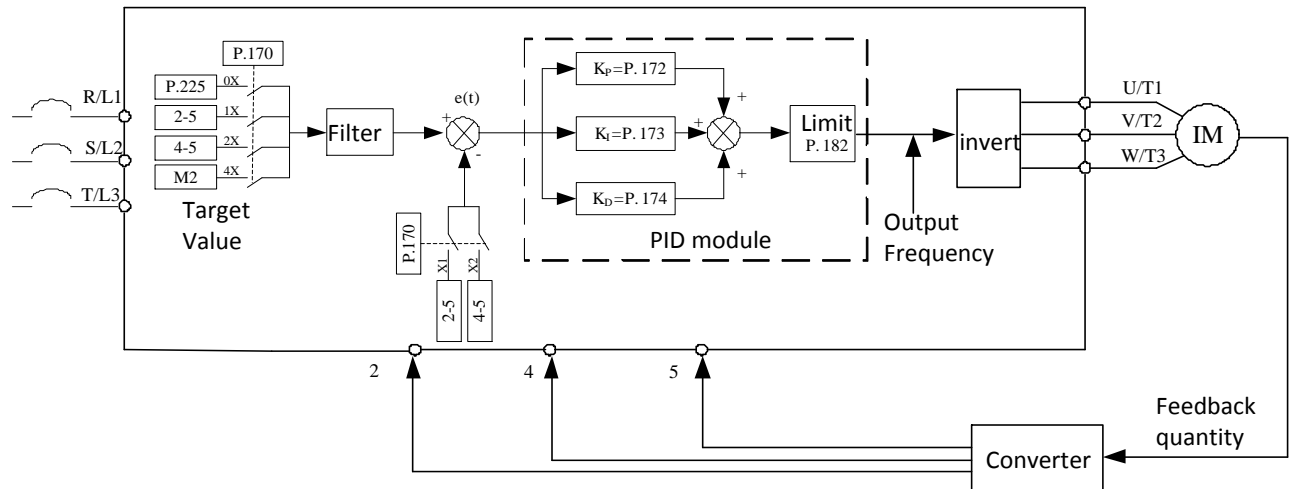 P.170
R/L1
P.225
0X
2-5
1X
S/L2
4-5
2X
T/L3
M2
4X
Target
Value
Filter
+
e(t)
-
P.170
X1
X2
2-5
4-5
KP=P. 172
KI=P. 173
KD=P. 174
+
+
+
Limit
P. 182
PID module
Output
Frequency
invert
U/T1
V/T2
W/T3
IM
2
4
5
Feedback
quantity
Converter